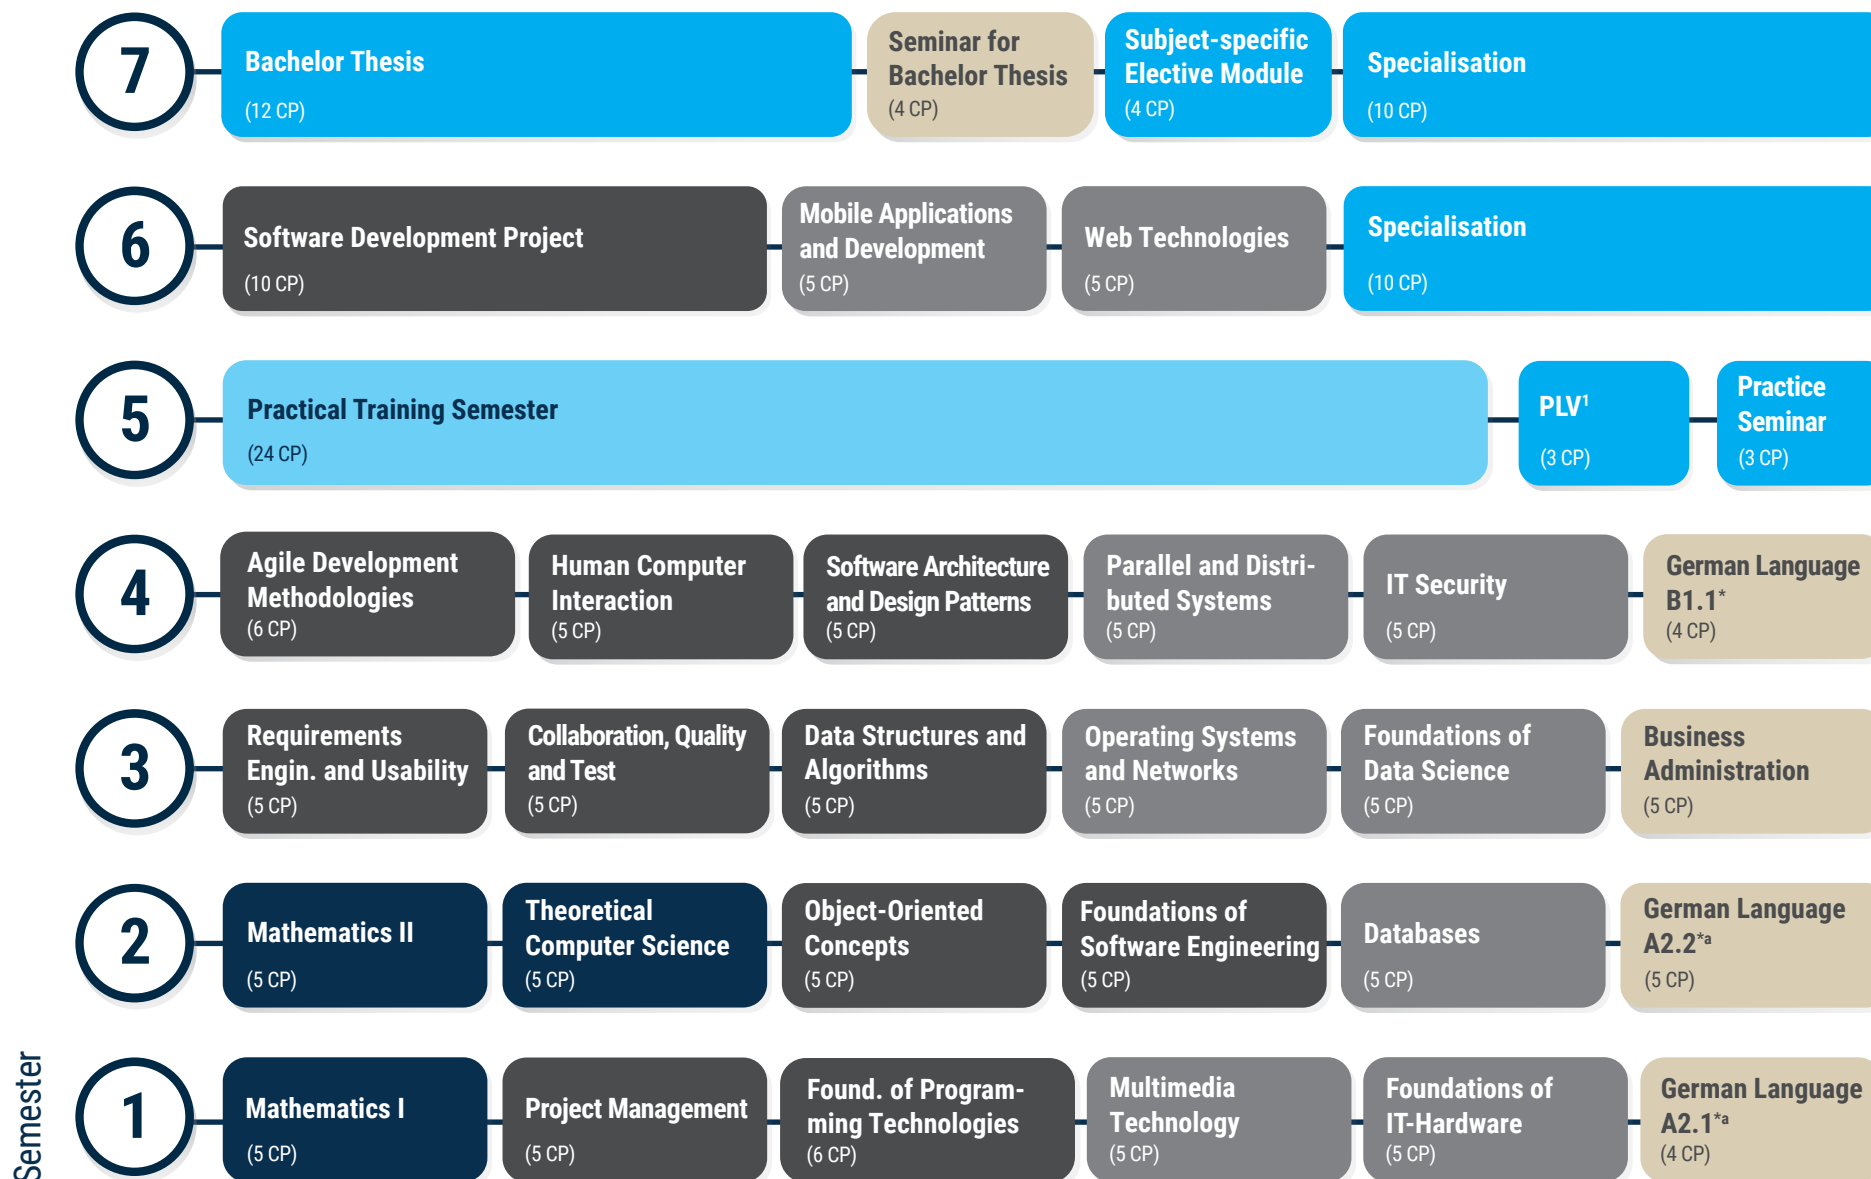 7
Bachelor Thesis
(12 CP)
Seminar for
Bachelor Thesis
(4 CP)
Subject-specific
Elective Module
(4 CP)
Specialisation
(10 CP)
6
Software Development Project
(10 CP)
Mobile Applications
and Development
(5 CP)
Web Technologies
(5 CP)
Specialisation
(10 CP)
5
Practical Training Semester
(24 CP)
PLV¹
(3 CP)
Practice
Seminar
(3 CP)
4
Agile Development
Methodologies
(6 CP)
Human Computer
Interaction
(5 CP)
Software Architecture
and Design Patterns
(5 CP)
Parallel and Distri-
buted Systems
(5 CP)
IT Security
(5 CP)
German Language
B1.1*
(4 CP)
3
Requirements
Engin. and Usability
(5 CP)
Collaboration, Quality
and Test
(5 CP)
Data Structures and
Algorithms
(5 CP)
Operating Systems
and Networks
(5 CP)
Foundations of
Data Science
(5 CP)
Business
Administration
(5 CP)
2
Mathematics II
(5 CP)
Theoretical
Computer Science
(5 CP)
Object-Oriented
Concepts
(5 CP)
Foundations of
Software Engineering
(5 CP)
Databases
(5 CP)
German Language
A2.2*a
(5 CP)
Semester
1
Mathematics I
(5 CP)
Project Management
(5 CP)
Found. of Program-
ming Technologies
(6 CP)
Multimedia
Technology
(5 CP)
Foundations of
IT-Hardware
(5 CP)
German Language
A2.1*a
(4 CP)